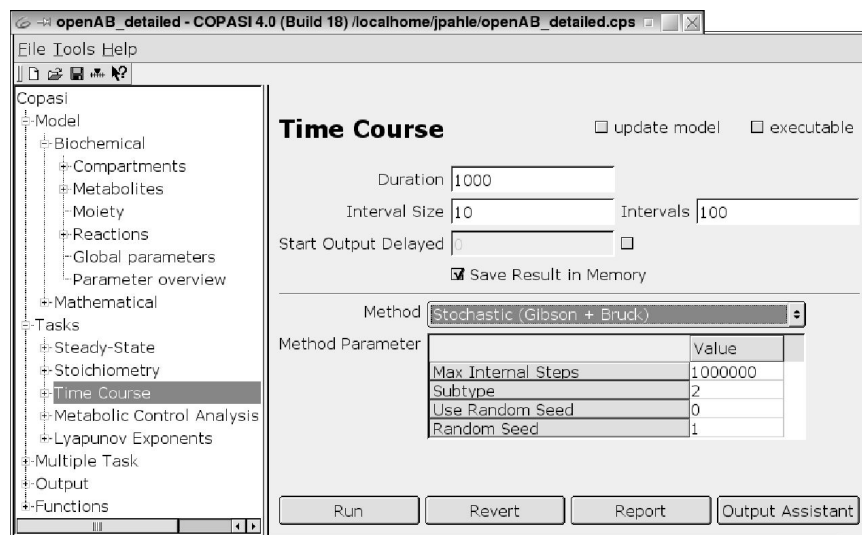 openAB_detailed - COPASI 4.0 (Build 18) /localhome/jpahle/openAB_detailed.cps
File Tools Help
Copasi
Model
Biochemical
Compartments
Metabolites
Moiety
Reactions
Global parameters
Parameter overview
Mathematical
Tasks
Steady-State
Stoichiometry
Time Course
Metabolic Control Analysis
Lyapunov Exponents
Multiple Task
Output
Functions
Time Course
update model
executable
Duration 1000
Interval Size 10 Intervals 100
Start Output Delayed 0
Save Result in Memory
Method Stochastic (Gibson + Bruck)
Method Parameter Value
Max Internal Steps 1000000
Subtype 2
Use Random Seed 0
Random Seed 1
Run Revert Report Output Assistant